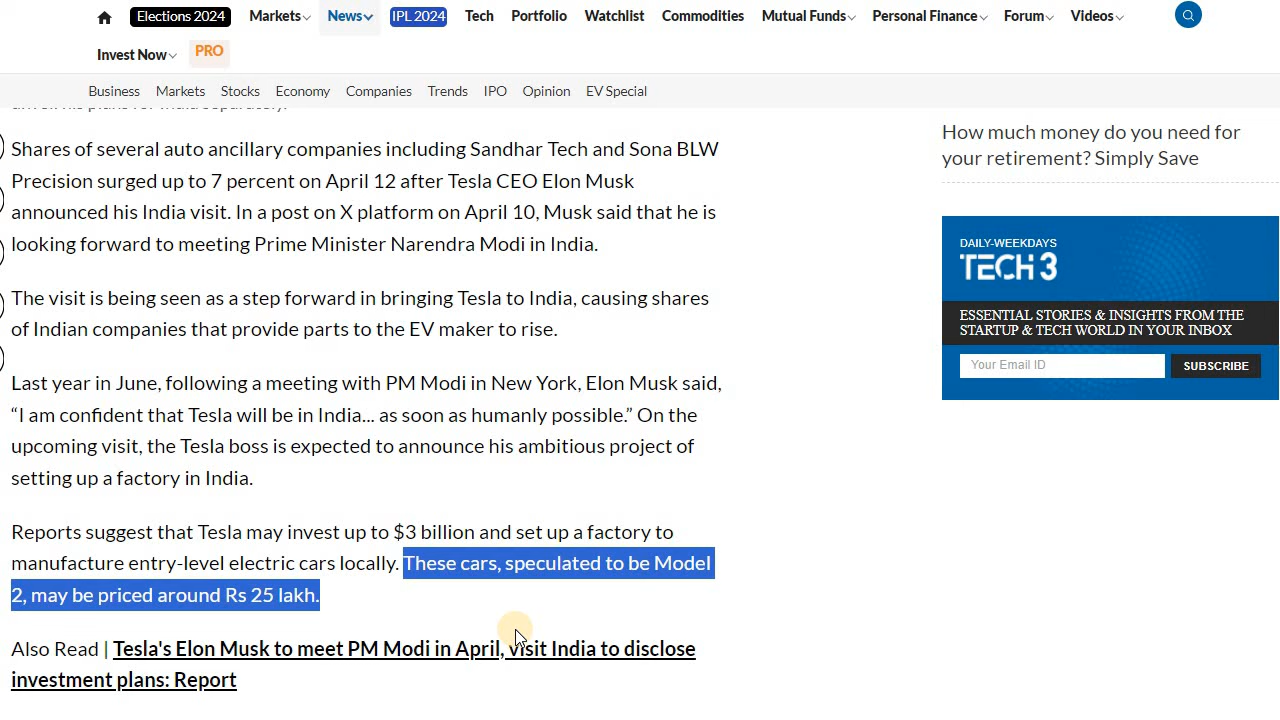 Elections 2024
Markets
News
IPL 2024
Tech
Portfolio
Watchlist
Commodities
Mutual Funds
Personal Finance
Forum
Videos
Invest Now
PRO
Business
Markets
Stocks
Economy
Companies
Trends
IPO
Opinion
EV Special
Shares of several auto ancillary companies including Sandhar Tech and Sona BLW
Precision surged up to 7 percent on April 12 after Tesla CEO Elon Musk
announced his India visit. In a post on X platform on April 10, Musk said that he is
looking forward to meeting Prime Minister Narendra Modi in India.
The visit is being seen as a step forward in bringing Tesla to India, causing shares
of Indian companies that provide parts to the EV maker to rise.
Last year in June, following a meeting with PM Modi in New York, Elon Musk said,
“I am confident that Tesla will be in India... as soon as humanly possible.” On the
upcoming visit, the Tesla boss is expected to announce his ambitious project of
setting up a factory in India.
Reports suggest that Tesla may invest up to $3 billion and set up a factory to
manufacture entry-level electric cars locally. These cars, speculated to be Model
2, may be priced around Rs 25 lakh.
Also Read | Tesla's Elon Musk to meet PM Modi in April, visit India to disclose
investment plans: Report
How much money do you need for
your retirement? Simply Save
DAILY-WEEKDAYS
TECH 3
ESSENTIAL STORIES & INSIGHTS FROM THE
STARTUP & TECH WORLD IN YOUR INBOX
Your Email ID
SUBSCRIBE